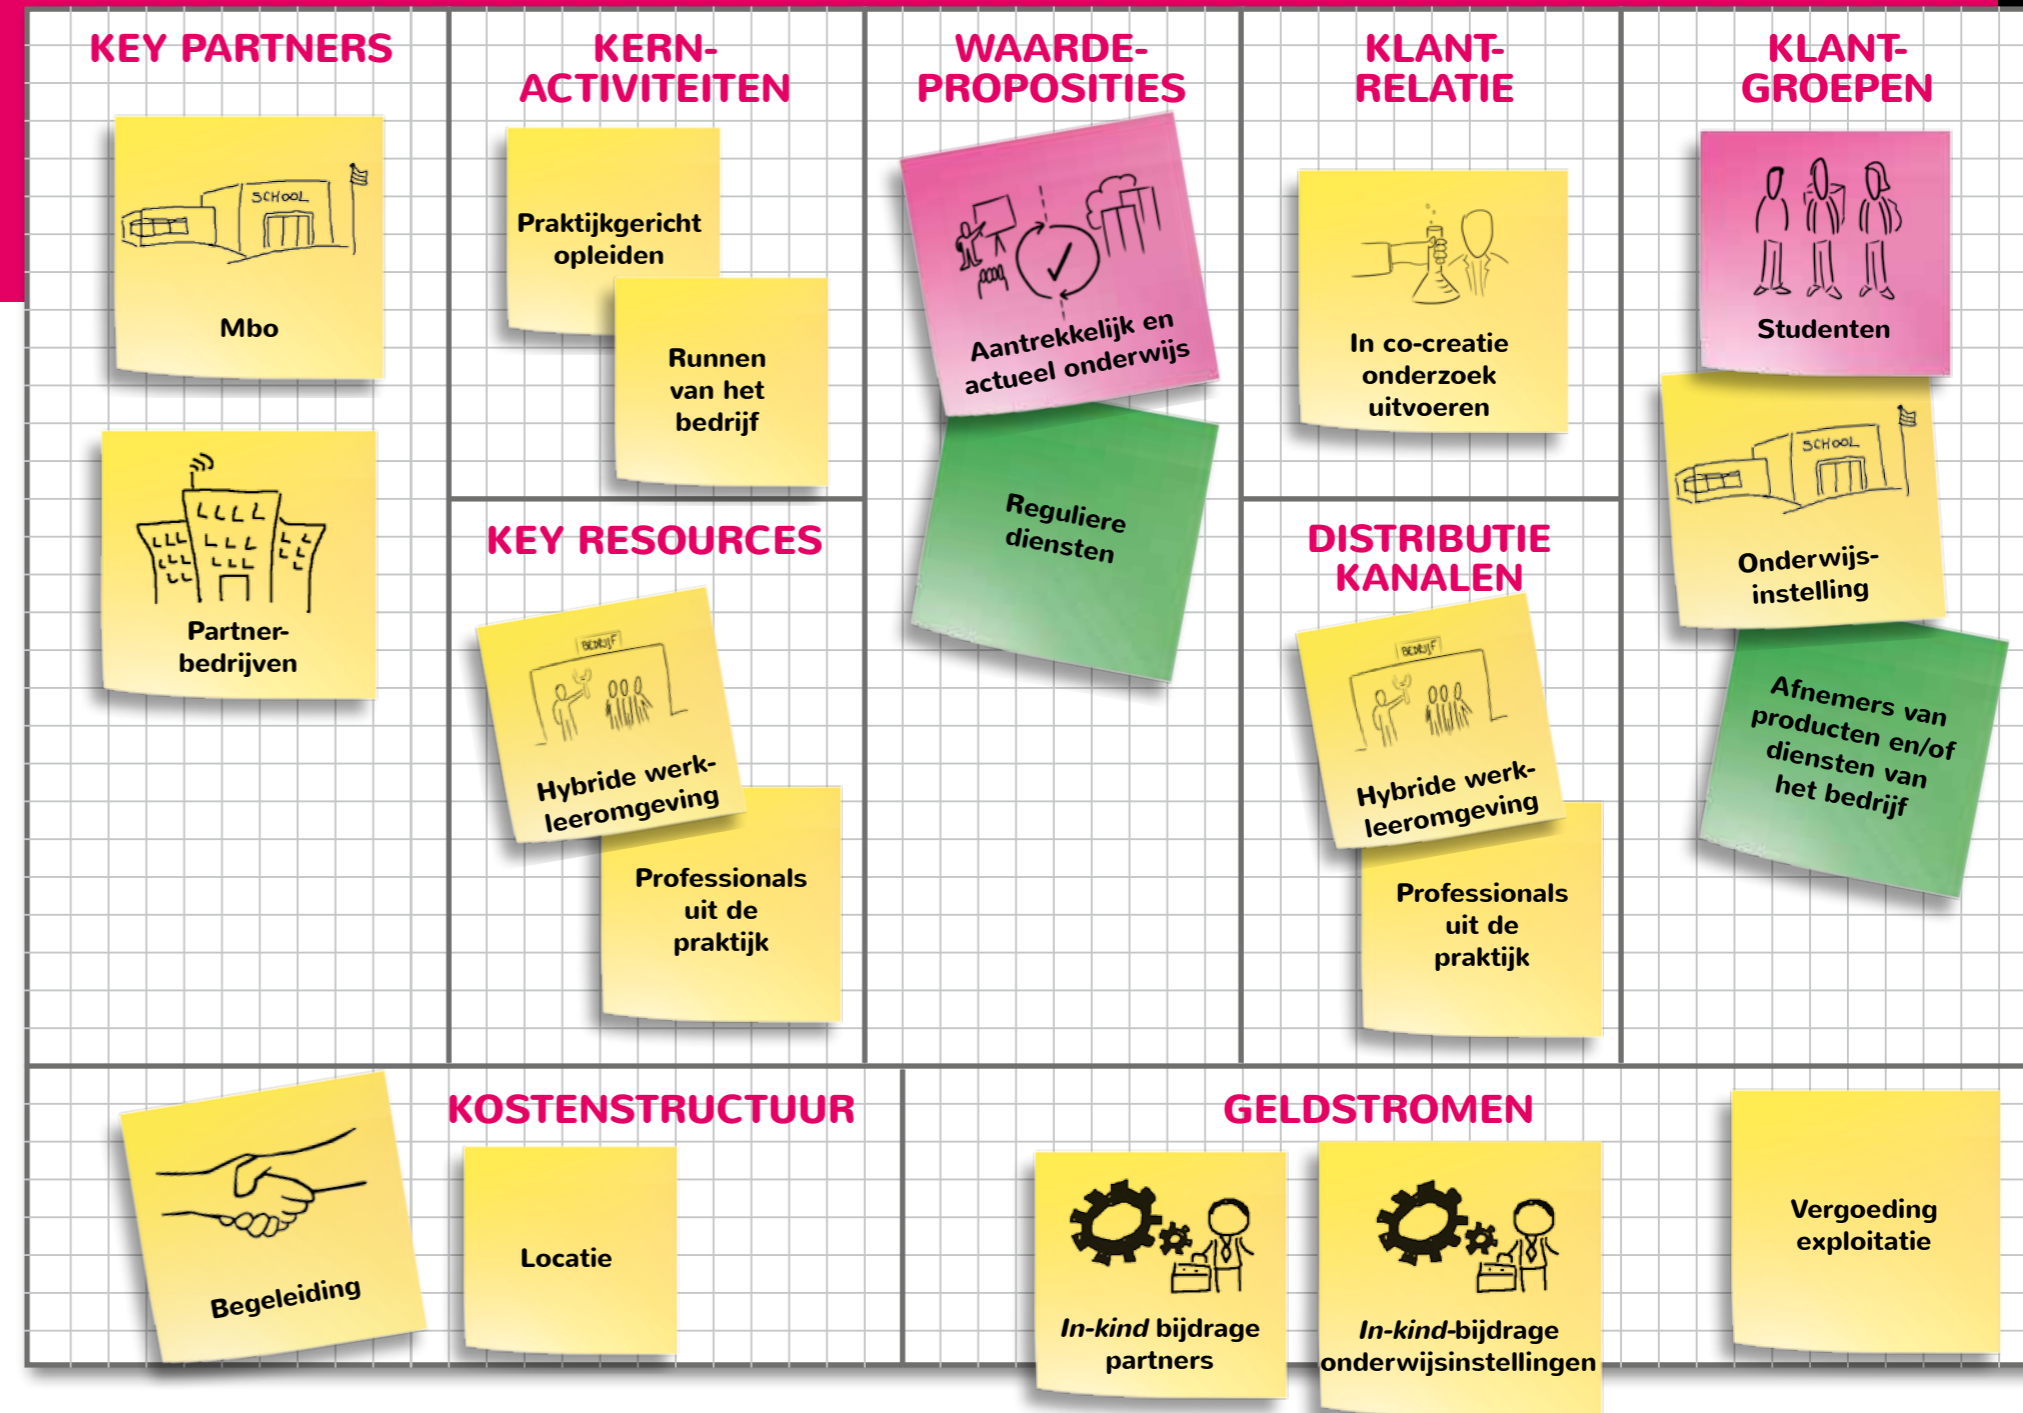 KEY PARTNERS
SCHOOL
Mbo
Partner-
bedrijven
KERN-
ACTIVITEITEN
Praktijkgericht
opleiden
Runnen
van het
bedrijf
KEY RESOURCES
BEDRIJF
Hybride werk-
leeromgeving
Professionals
uit de
praktijk
WAARDE-
PROPOSITIES
Aantrekkelijk en
actueel onderwijs
Reguliere
diensten
KLANT-
RELATIE
In co-creatie
onderzoek
uitvoeren
DISTRIBUTIE
KANALEN
BEDRIJF
Hybride werk-
leeromgeving
Professionals
uit de
praktijk
KLANT-
GROEPEN
Studenten
SCHOOL
Onderwijs-
instelling
Afnemers van
producten en/of
diensten van
het bedrijf
KOSTENSTRUCTUUR
Begeleiding
Locatie
GELDSTROMEN
In-kind bijdrage
partners
In-kind-bijdrage
onderwijsinstellingen
Vergoeding
exploitatie